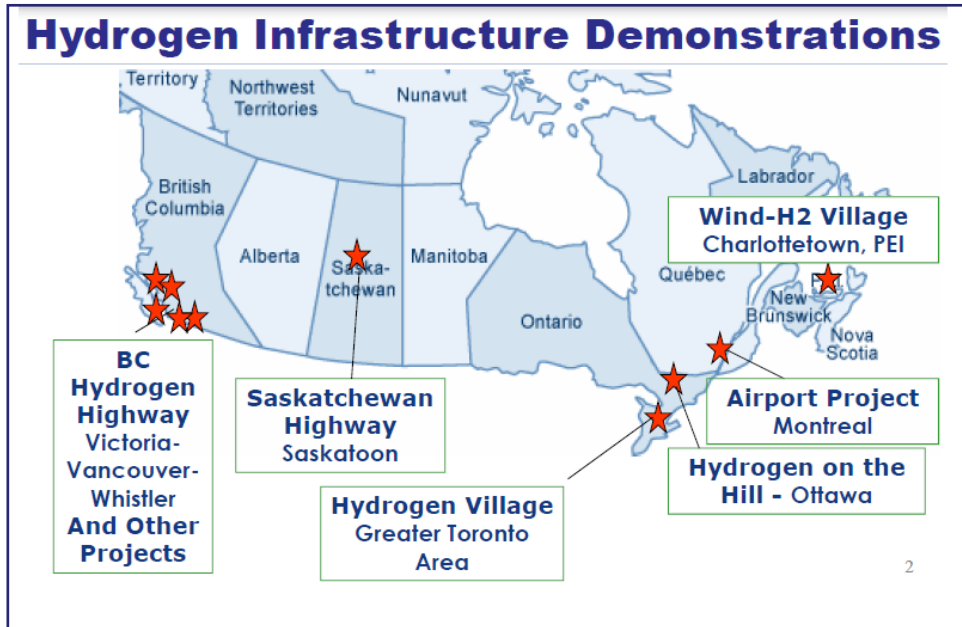 Hydrogen Infrastructure Demonstrations
Territory
Northwest
Territories
Nunavut
British
Columbia
Alberta
Saska-
tchewan
Manitoba
Ontario
Québec
Labrador
New
Brunswick
Nova
Scotia
Wind-H2 Village
Charlottetown, PEI
BC
Hydrogen
Highway
Victoria-
Vancouver-
Whistler
And Other
Projects
Saskatchewan
Highway
Saskatoon
Hydrogen Village
Greater Toronto
Area
Airport Project
Montreal
Hydrogen on the
Hill - Ottawa
2